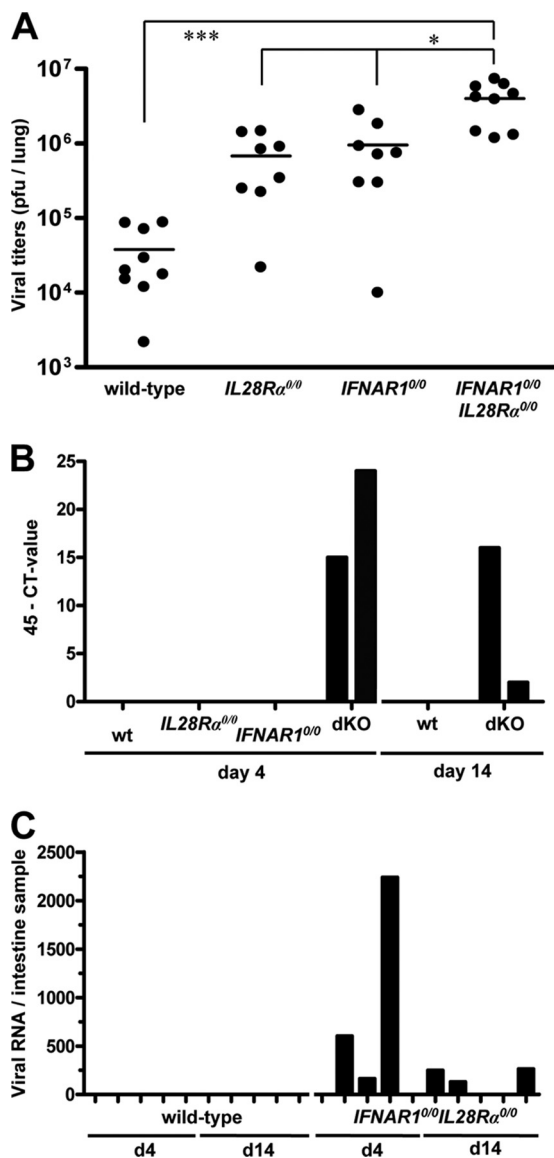 A
***
*
Viral titers (pfu / lung)
10⁷
10⁶
10⁵
10⁴
10³
wild-type
IL28Rα⁰/⁰
IFNAR1⁰/⁰
IFNAR1⁰/⁰
IL28Rα⁰/⁰
B
45 - CT-value
25
20
15
10
5
0
wt
IL28Rα⁰/⁰
IFNAR1⁰/⁰
dKO
wt
dKO
day 4
day 14
C
Viral RNA / intestine sample
2500
2250
1500
1000
500
0
wild-type
IFNAR1⁰/⁰IL28Rα⁰/⁰
d4
d14
d4
d14